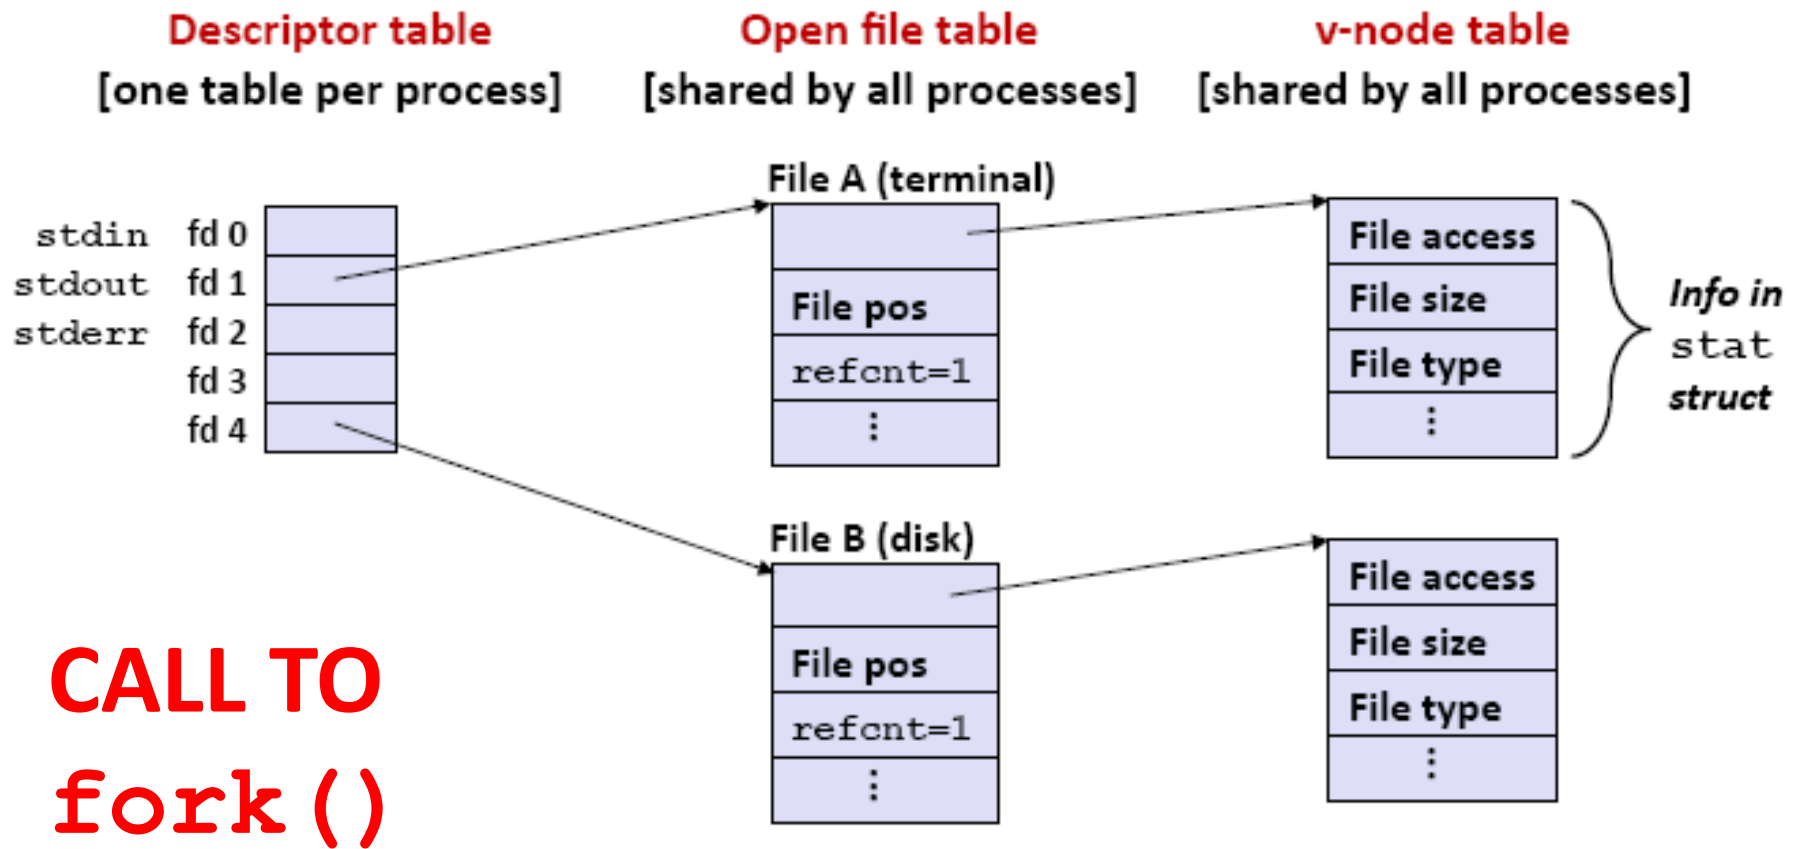 Descriptor table
[one table per process]
Open file table
[shared by all processes]
v-node table
[shared by all processes]
stdin fd 0
stdout fd 1
stderr fd 2
fd 3
fd 4
File A (terminal)
File pos
refcnt=1
⋮
File access
File size
File type
⋮
Info in
stat
struct
File B (disk)
File pos
refcnt=1
⋮
File access
File size
File type
⋮
CALL TO
fork()